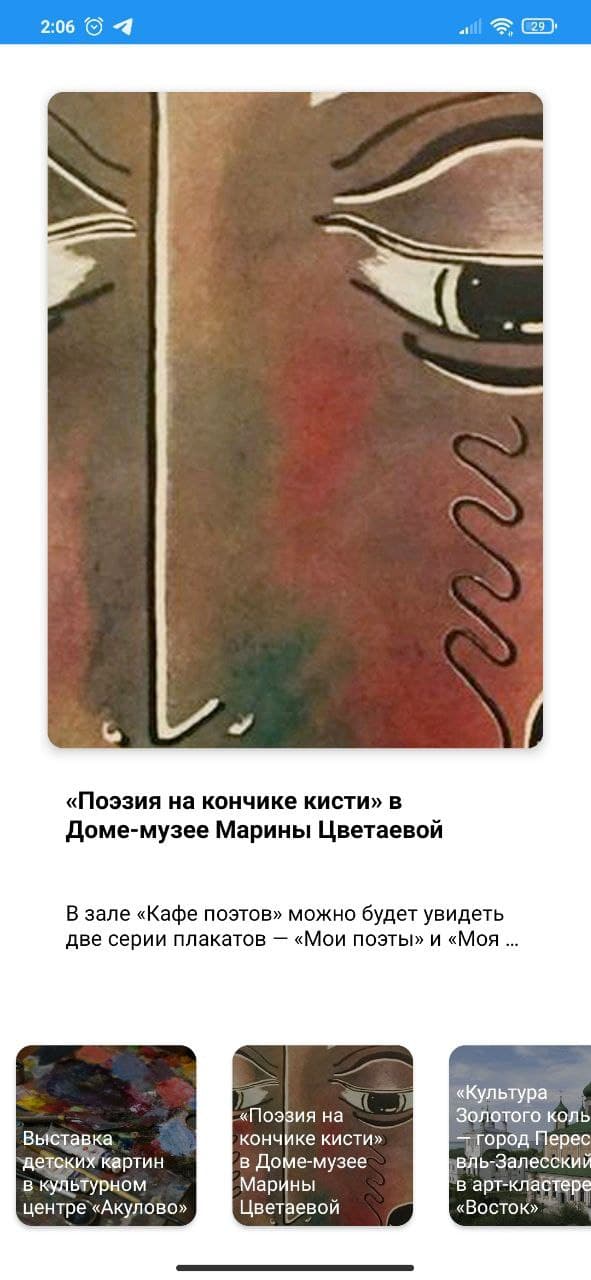 2:06
29
«Поэзия на кончике кисти» в
Доме-музее Марины Цветаевой
В зале «Кафе поэтов» можно будет увидеть
две серии плакатов — «Мои поэты» и «Моя ...
Выставка
детских картин
в культурном
центре «Акулово»
«Поэзия на
кончике кисти»
в Доме-музее
Марины
Цветаевой
«Культура
Золотого коль
— город Перес
вль-Залесский
в арт-кластере
«Восток»